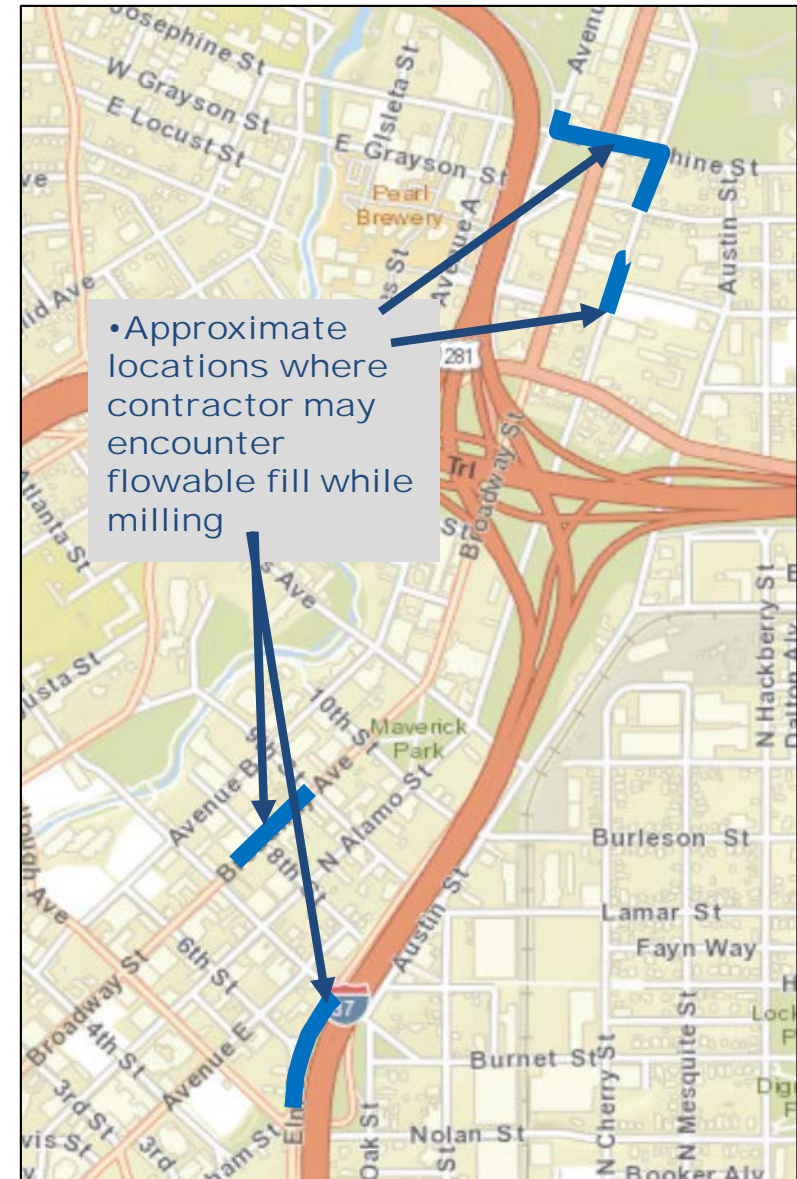 Josephine St
W Grayson St
E Locust St
Isleta St
E Grayson St
Pearl
Brewery
Avenue A
hine St
Austin St
•Approximate
locations where
contractor may
encounter
flowable fill while
milling
281
Trl
Broadway St
Atlanta St
10th St
Maverick
Park
Avenue B
Ave
8th St
N Alamo St
Austin St
N Hackberry St
Dalton Aly
Burleson St
Lamar St
Fayn Way
6th St
Broadway St
4th St
Avenue E
3rd St
3rd
37
Burnet St
N Cherry St
N Mesquite St
Elm
Oak St
Nolan St
St
Booker Aly